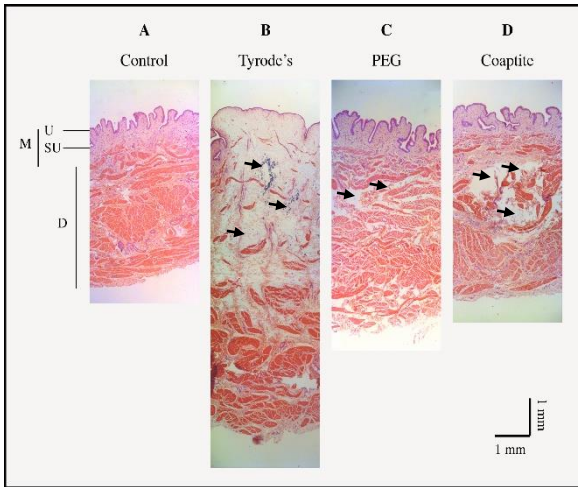 A
Control
B
Tyrode's
C
PEG
D
Coaptite
U
M
SU
D
1 mm
1 mm